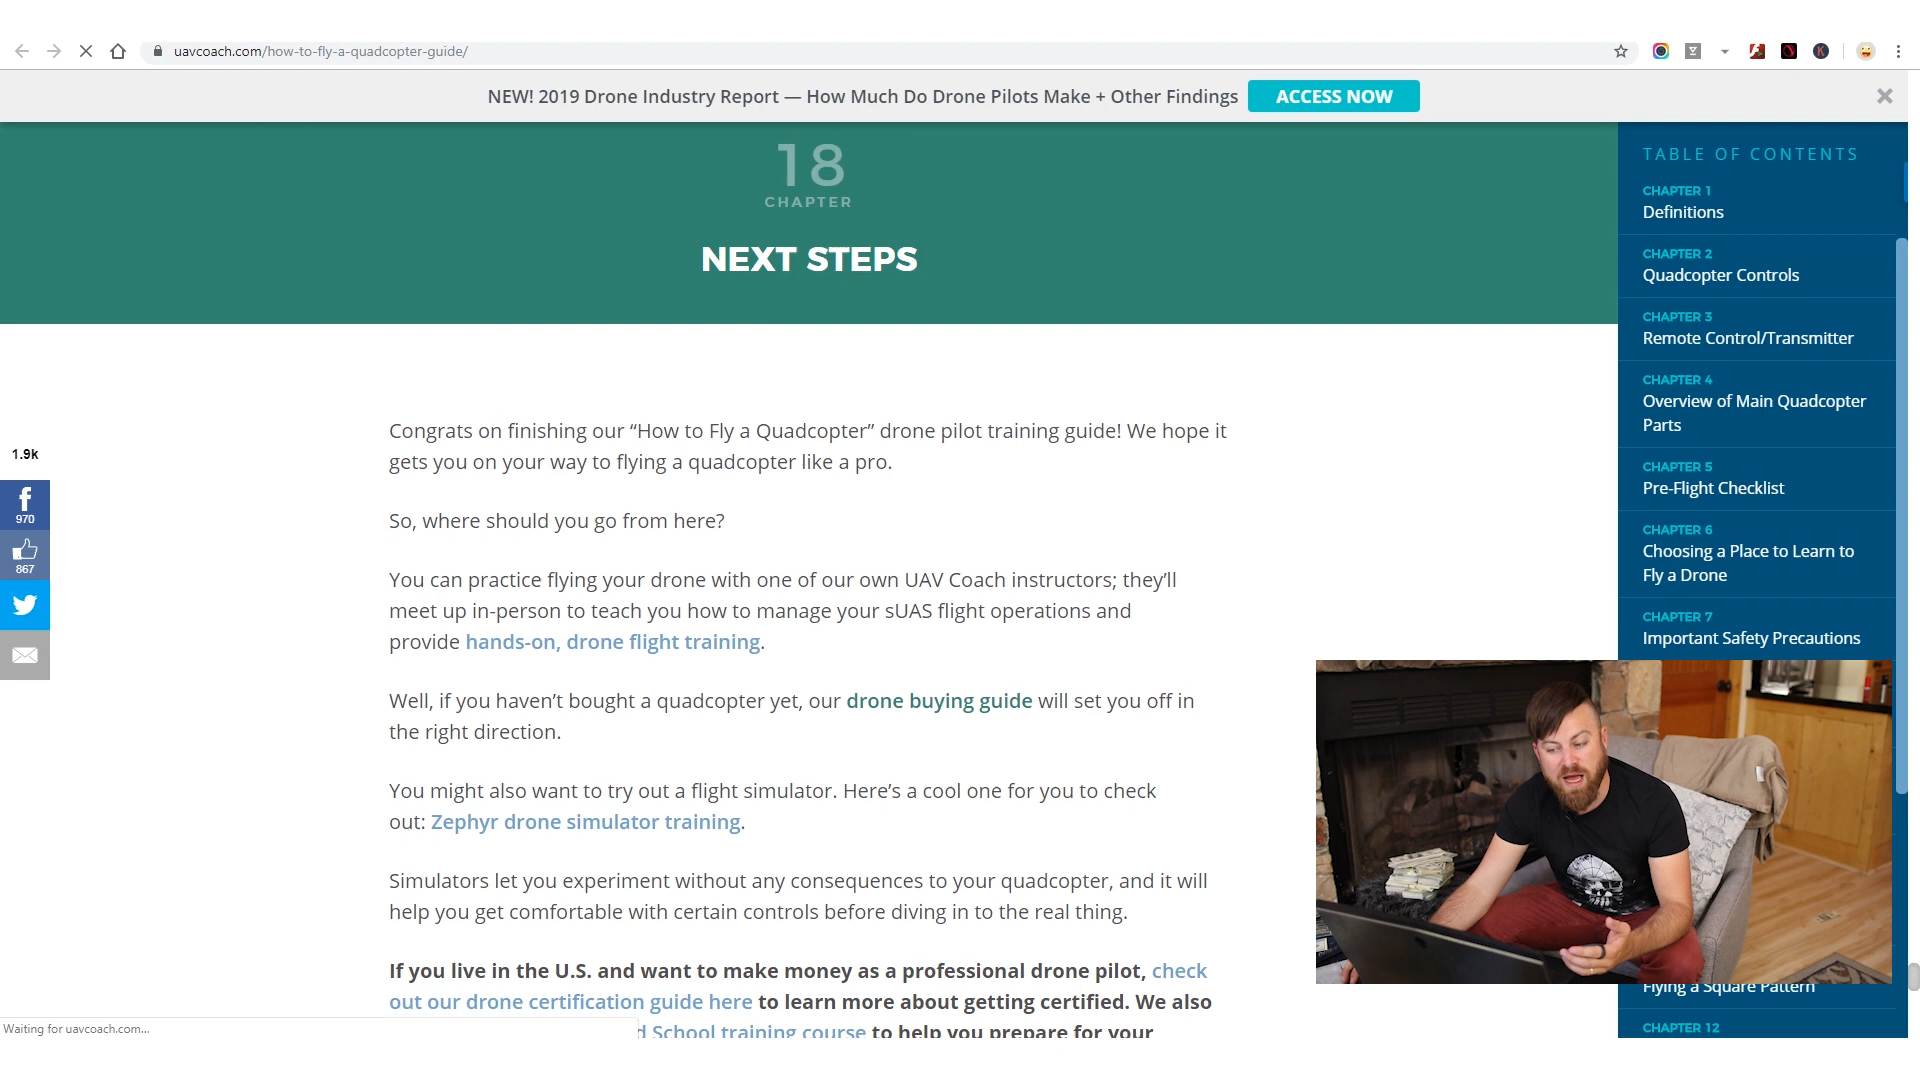 uavcoach.com/how-to-fly-a-quadcopter-guide/
NEW! 2019 Drone Industry Report — How Much Do Drone Pilots Make + Other Findings
ACCESS NOW
18
CHAPTER
NEXT STEPS
Congrats on finishing our “How to Fly a Quadcopter” drone pilot training guide! We hope it
gets you on your way to flying a quadcopter like a pro.
So, where should you go from here?
You can practice flying your drone with one of our own UAV Coach instructors; they’ll
meet up in-person to teach you how to manage your sUAS flight operations and
provide hands-on, drone flight training.
Well, if you haven’t bought a quadcopter yet, our drone buying guide will set you off in
the right direction.
You might also want to try out a flight simulator. Here’s a cool one for you to check
out: Zephyr drone simulator training.
Simulators let you experiment without any consequences to your quadcopter, and it will
help you get comfortable with certain controls before diving in to the real thing.
If you live in the U.S. and want to make money as a professional drone pilot, check
out our drone certification guide here to learn more about getting certified. We also
d School training course to help you prepare for your
1.9k
970
867
TABLE OF CONTENTS
CHAPTER 1
Definitions
CHAPTER 2
Quadcopter Controls
CHAPTER 3
Remote Control/Transmitter
CHAPTER 4
Overview of Main Quadcopter
Parts
CHAPTER 5
Pre-Flight Checklist
CHAPTER 6
Choosing a Place to Learn to
Fly a Drone
CHAPTER 7
Important Safety Precautions
Flying a Square Pattern
CHAPTER 12
Waiting for uavcoach.com...